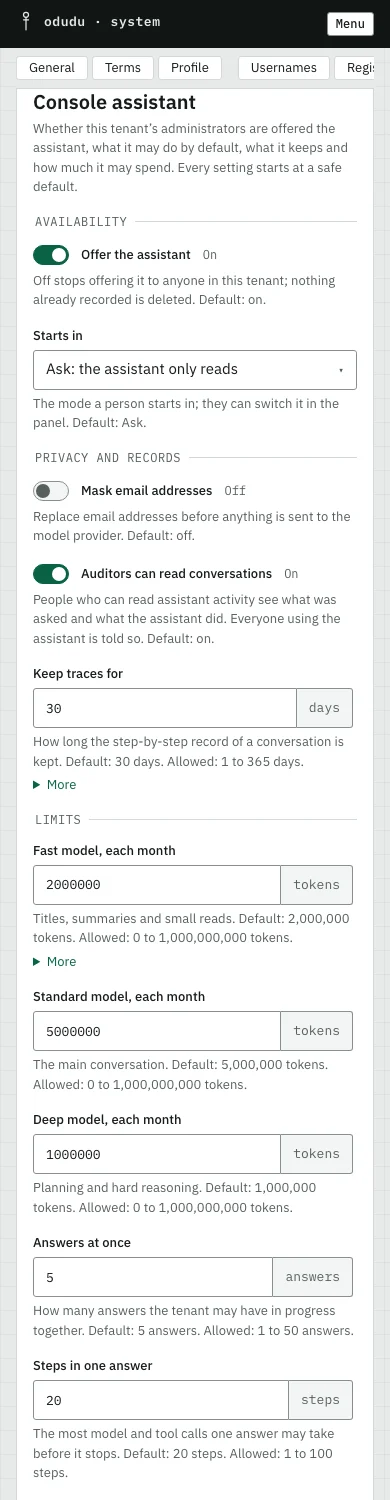 odudu · system
Menu
General
Terms
Profile
Usernames
Console assistant
Whether this tenant's administrators are offered the
assistant, what it may do by default, what it keeps and
how much it may spend. Every setting starts at a safe
default.
AVAILABILITY
Offer the assistant On
Off stops offering it to anyone in this tenant; nothing
already recorded is deleted. Default: on.
Starts in
Ask: the assistant only reads
The mode a person starts in; they can switch it in the
panel. Default: Ask.
PRIVACY AND RECORDS
Mask email addresses Off
Replace email addresses before anything is sent to the
model provider. Default: off.
Auditors can read conversations On
People who can read assistant activity see what was
asked and what the assistant did. Everyone using the
assistant is told so. Default: on.
Keep traces for
30 days
How long the step-by-step record of a conversation is
kept. Default: 30 days. Allowed: 1 to 365 days.
More
LIMITS
Fast model, each month
2000000 tokens
Titles, summaries and small reads. Default: 2,000,000
tokens. Allowed: 0 to 1,000,000,000 tokens.
More
Standard model, each month
5000000 tokens
The main conversation. Default: 5,000,000 tokens.
Allowed: 0 to 1,000,000,000 tokens.
Deep model, each month
1000000 tokens
Planning and hard reasoning. Default: 1,000,000
tokens. Allowed: 0 to 1,000,000,000 tokens.
Answers at once
5 answers
How many answers the tenant may have in progress
together. Default: 5 answers. Allowed: 1 to 50 answers.
Steps in one answer
20 steps
The most model and tool calls one answer may take
before it stops. Default: 20 steps. Allowed: 1 to 100
steps.